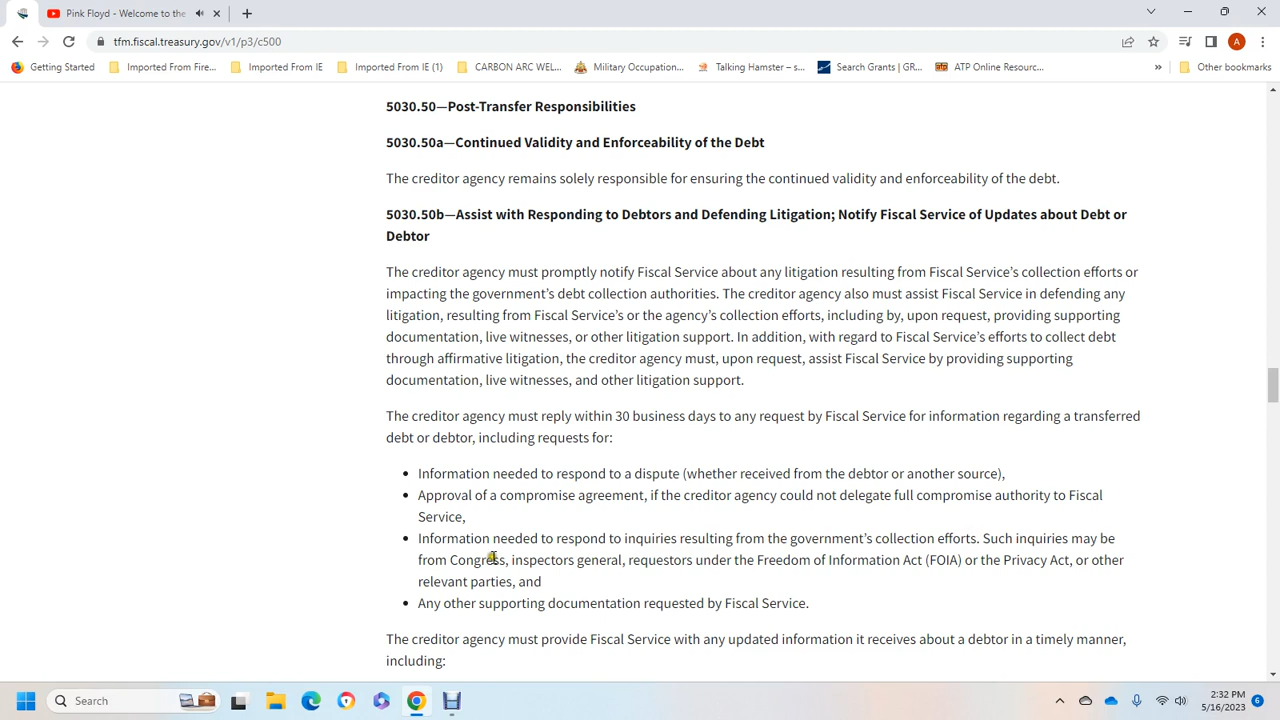 Pink Floyd - Welcome to the
tfm.fiscal.treasury.gov/v1/p3/c500
A
Getting Started
Imported From Fire...
Imported From IE
Imported From IE (1)
CARBON ARC WEL...
Military Occupation...
Talking Hamster – s...
Search Grants | GR...
ATP Online Resourc...
»
Other bookmarks
5030.50—Post-Transfer Responsibilities
5030.50a—Continued Validity and Enforceability of the Debt
The creditor agency remains solely responsible for ensuring the continued validity and enforceability of the debt.
5030.50b—Assist with Responding to Debtors and Defending Litigation; Notify Fiscal Service of Updates about Debt or
Debtor
The creditor agency must promptly notify Fiscal Service about any litigation resulting from Fiscal Service’s collection efforts or
impacting the government’s debt collection authorities. The creditor agency also must assist Fiscal Service in defending any
litigation, resulting from Fiscal Service’s or the agency’s collection efforts, including by, upon request, providing supporting
documentation, live witnesses, or other litigation support. In addition, with regard to Fiscal Service’s efforts to collect debt
through affirmative litigation, the creditor agency must, upon request, assist Fiscal Service by providing supporting
documentation, live witnesses, and other litigation support.
The creditor agency must reply within 30 business days to any request by Fiscal Service for information regarding a transferred
debt or debtor, including requests for:
• Information needed to respond to a dispute (whether received from the debtor or another source),
• Approval of a compromise agreement, if the creditor agency could not delegate full compromise authority to Fiscal
Service,
• Information needed to respond to inquiries resulting from the government’s collection efforts. Such inquiries may be
from Congress, inspectors general, requestors under the Freedom of Information Act (FOIA) or the Privacy Act, or other
relevant parties, and
• Any other supporting documentation requested by Fiscal Service.
The creditor agency must provide Fiscal Service with any updated information it receives about a debtor in a timely manner,
including:
Search
2:32 PM
5/16/2023
6